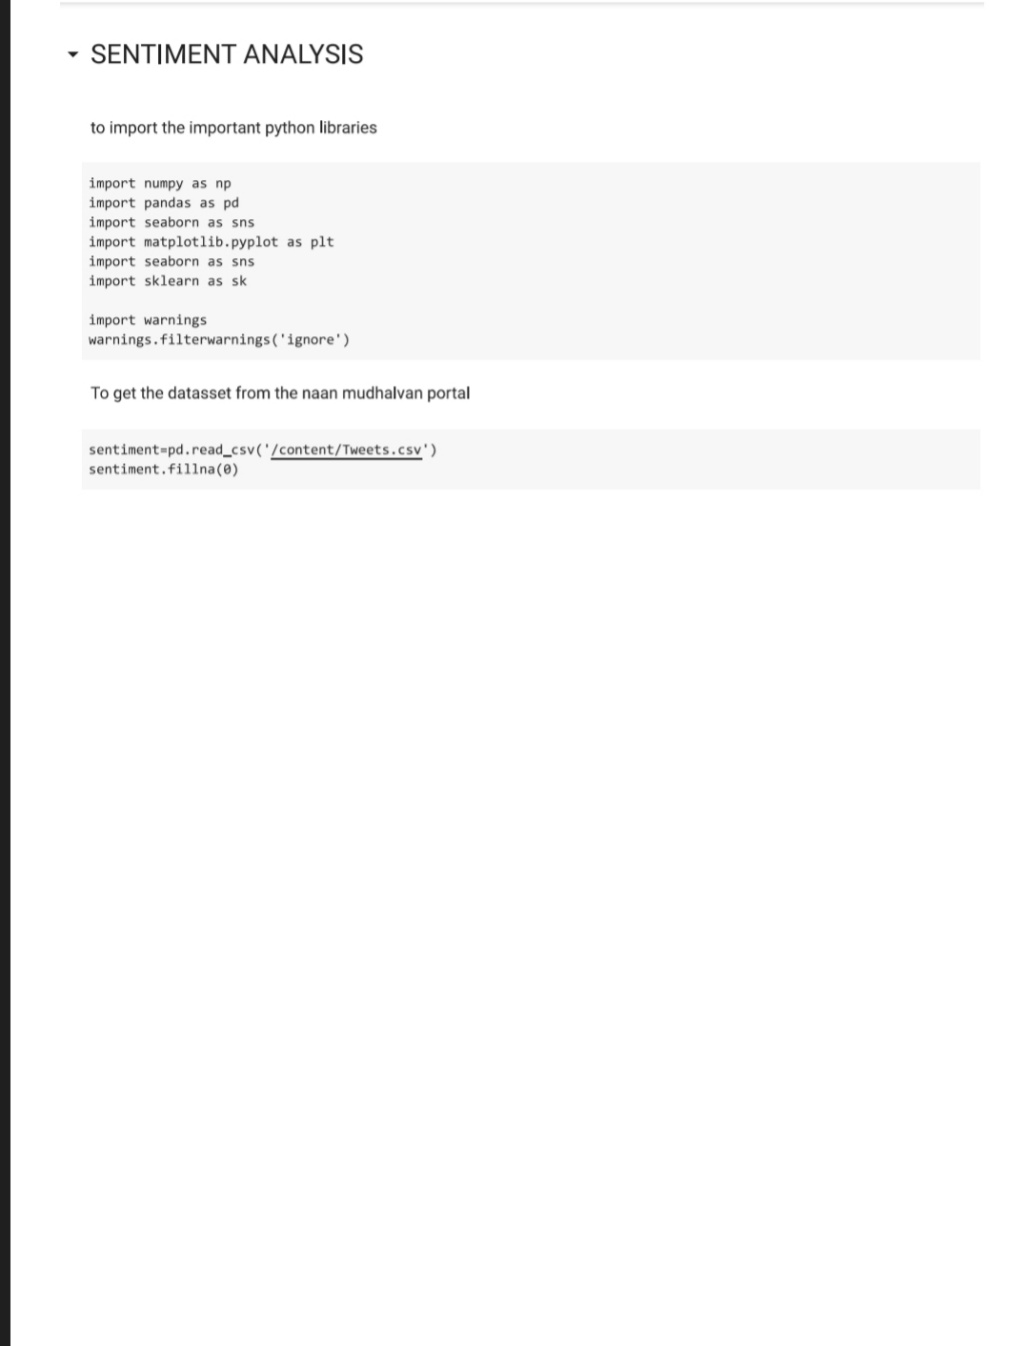 SENTIMENT ANALYSIS
to import the important python libraries
import numpy as np
import pandas as pd
import seaborn as sns
import matplotlib.pyplot as plt
import seaborn as sns
import sklearn as sk
import warnings
warnings.filterwarnings('ignore')
To get the datasset from the naan mudhalvan portal
sentiment=pd.read_csv('/content/Tweets.csv')
sentiment.fillna(0)